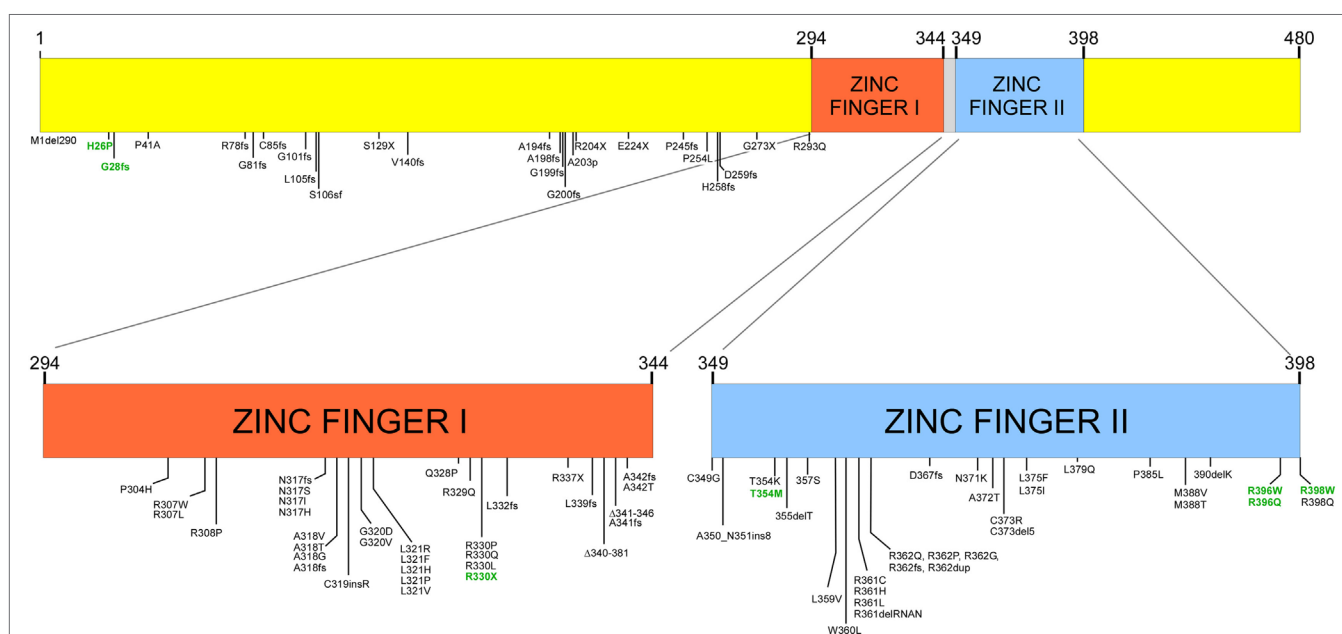 1
294
344
349
398
480
ZINC
FINGER I
ZINC
FINGER II
M1del290
H26P
G28fs
P41A
R78fs
G81fs
C85fs
G101fs
L105fs
S106sf
S129X
V140fs
A194fs
A198fs
G199fs
G200fs
A203p
R204X
E224X
P245fs
P254L
H258fs
D259fs
G273X
R293Q
294
344
ZINC FINGER I
P304H
R307W
R307L
R308P
N317fs
N317S
N317I
N317H
A318V
A318T
A318G
A318fs
C319insR
G320D
G320V
L321R
L321F
L321H
L321P
L321V
Q328P
R329Q
R330P
R330Q
R330L
R330X
L332fs
R337X
L339fs
Δ340-381
Δ341-346
A341fs
A342fs
A342T
349
398
ZINC FINGER II
C349G
A350_N351ins8
T354K
T354M
355delT
357S
L359V
W360L
R361C
R361H
R361L
R361delRNAN
R362Q, R362P, R362G,
R362fs, R362dup
D367fs
N371K
A372T
C373R
C373del5
L375F
L375I
L379Q
P385L
M388V
M388T
390delK
R396W
R396Q
R398W
R398Q